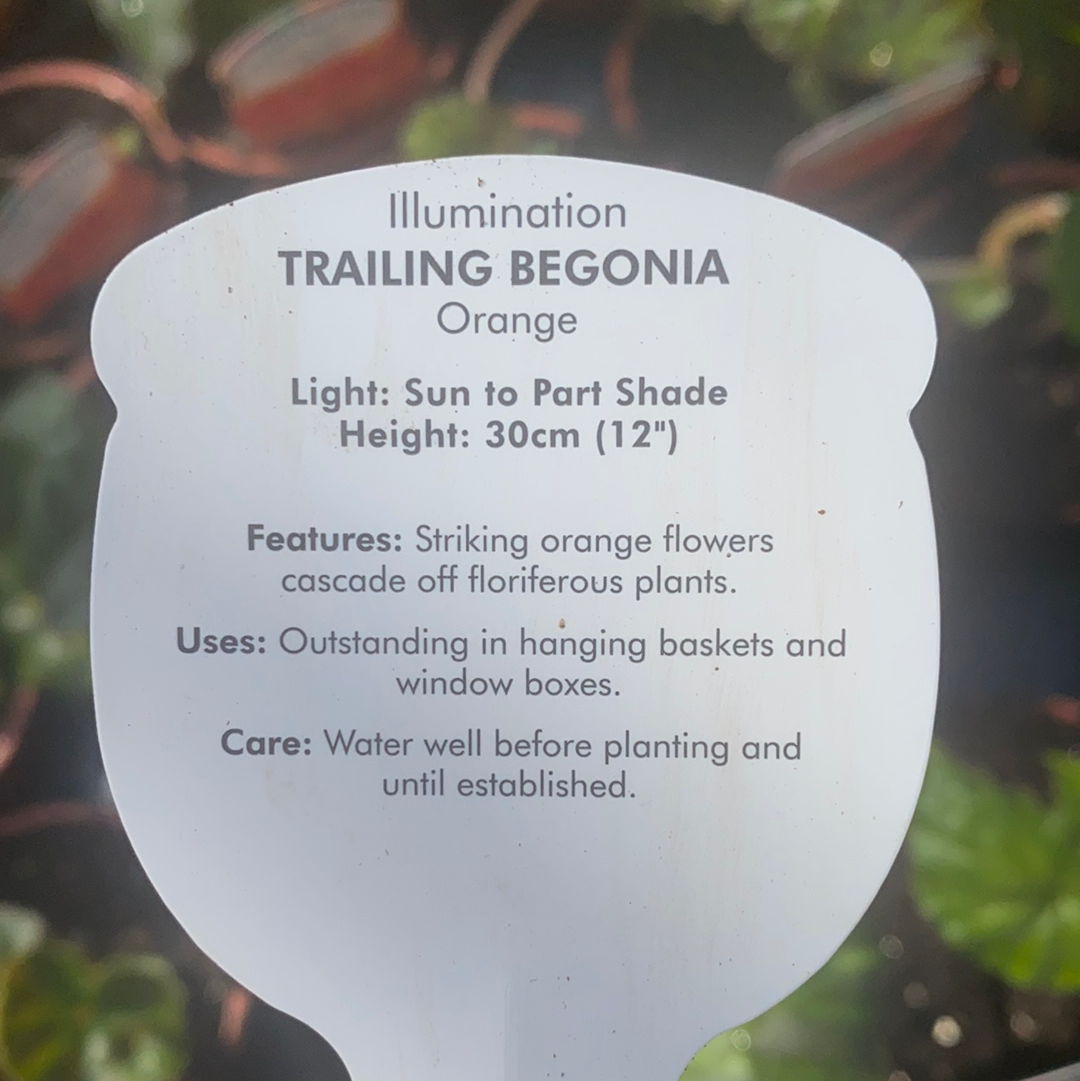 Illumination
TRAILING BEGONIA
Orange
Light: Sun to Part Shade
Height: 30cm (12")
Features: Striking orange flowers
cascade off floriferous plants.
Uses: Outstanding in hanging baskets and
window boxes.
Care: Water well before planting and
until established.